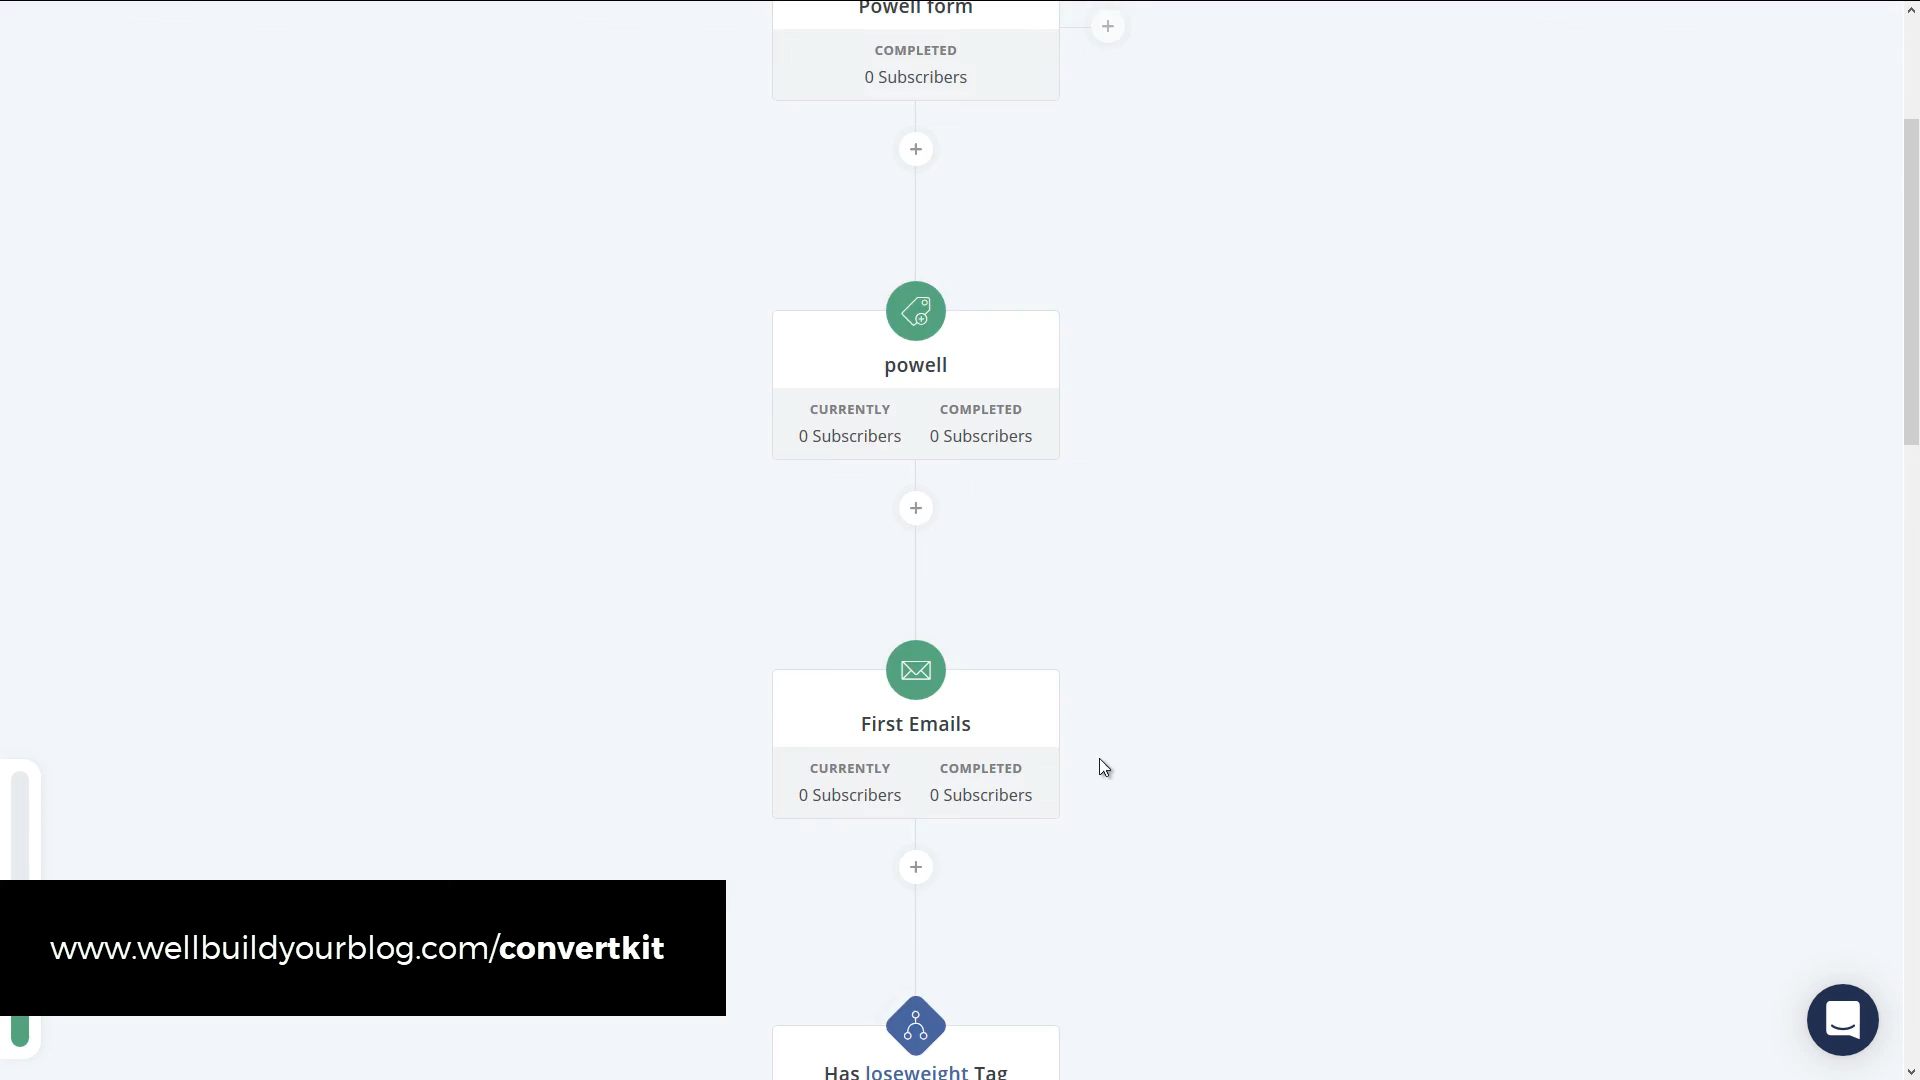 Powell form
COMPLETED
0 Subscribers
powell
CURRENTLY COMPLETED
0 Subscribers 0 Subscribers
First Emails
CURRENTLY COMPLETED
0 Subscribers 0 Subscribers
www.wellbuildyourblog.com/convertkit
Has loseweight Tag